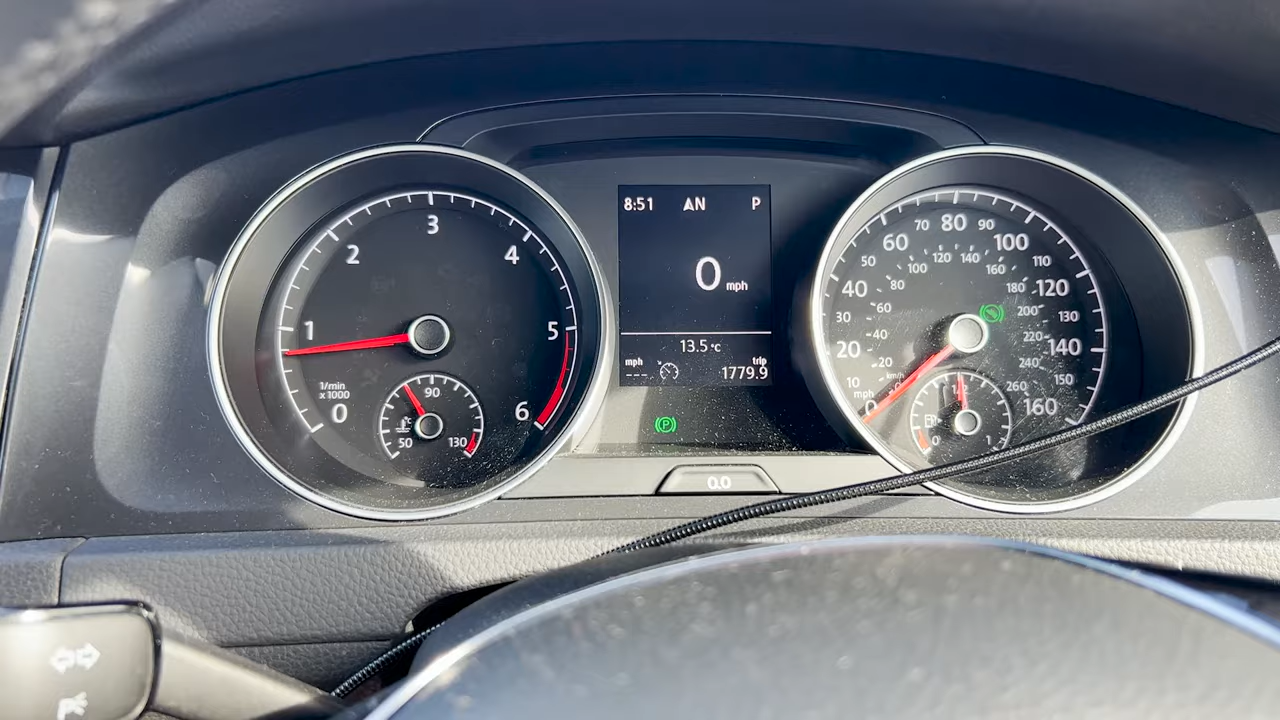 8:51 AN P
0 mph
13.5 °C
mph trip
--- 1779.9
0.0
0 1 2 3 4 5 6
1/min
x1000
50 90 130
0 10 20 30 40 50 60 70 80 90 100 110 120 130 140 150 160
mph
km/h
20 40 60 80 100 120 140 160 180 200 220 240 260
0 1
(P)